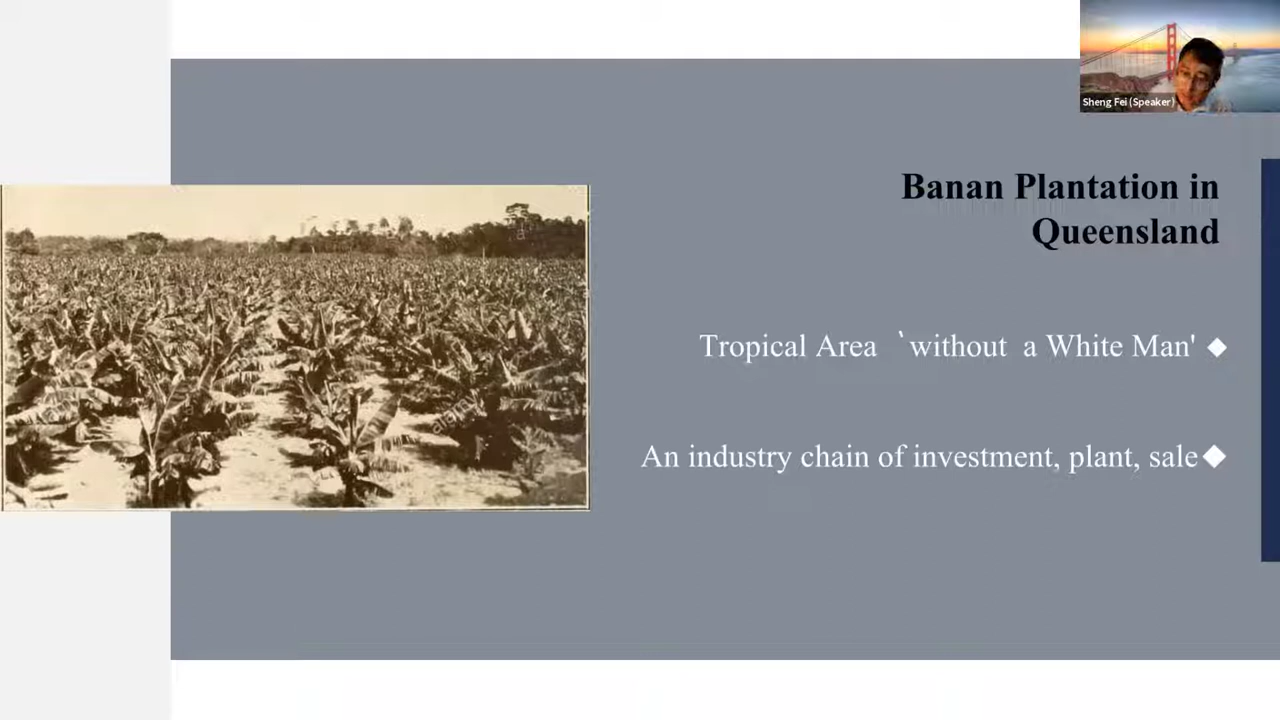 Sheng Fei (Speaker)
Banan Plantation in
Queensland
Tropical Area `without a White Man' ◆
An industry chain of investment, plant, sale◆
alamy